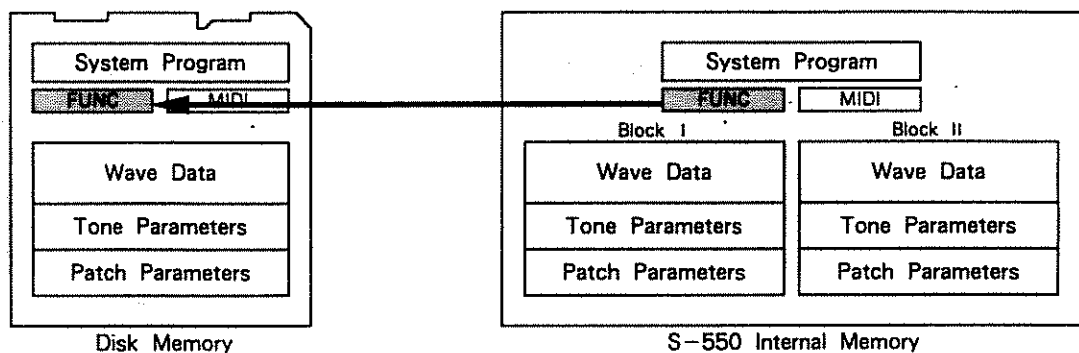 System Program
FUNC MIDI
Wave Data
Tone Parameters
Patch Parameters
Disk Memory
System Program
FUNC MIDI
Block I Block II
Wave Data Wave Data
Tone Parameters Tone Parameters
Patch Parameters Patch Parameters
S-550 Internal Memory